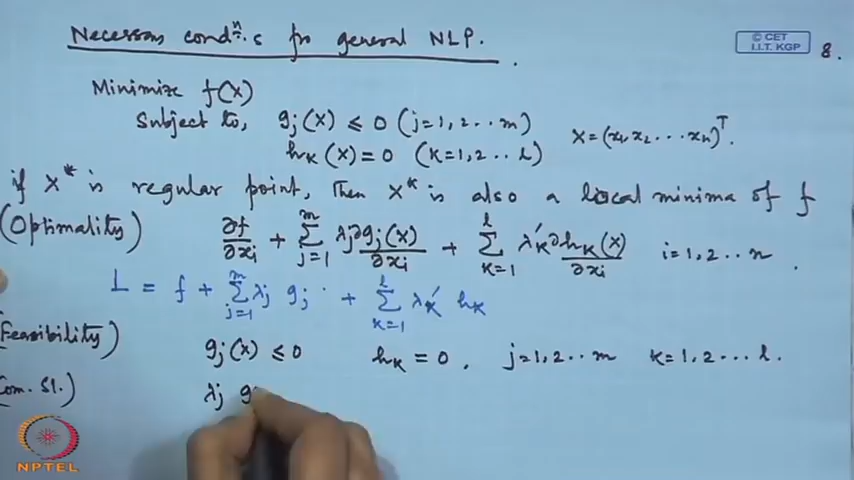 Necessary cond^n.s for general NLP.
© CET
I.I.T. KGP
8.
Minimize f(X)
Subject to, gj(X) ≤ 0 (j=1,2..m)
hK(X)=0 (K=1,2...l) X=(x1,x2....xn)^T.
if X* is regular point, Then X* is also a local minima of f
(Optimality) ∂f/∂xi + Σ_{j=1}^{m} λj ∂gj(X)/∂xi + Σ_{K=1}^{l} λ'K ∂hK(X)/∂xi i=1,2..n.
L = f + Σ_{j=1}^{m} λj gj + Σ_{K=1}^{l} λ'K hK
(Feasibility) gj(X) ≤ 0 hK = 0, j=1,2..m K=1,2...l.
(Com. Sl.) λj g
NPTEL